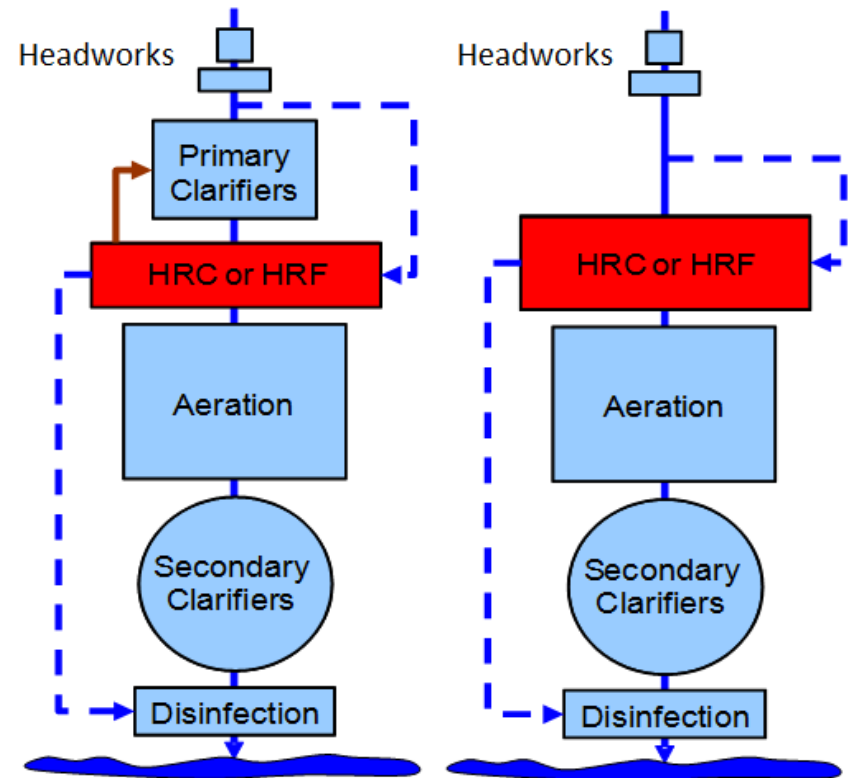 Headworks
Primary
Clarifiers
HRC or HRF
Aeration
Secondary
Clarifiers
Disinfection
Headworks
HRC or HRF
Aeration
Secondary
Clarifiers
Disinfection